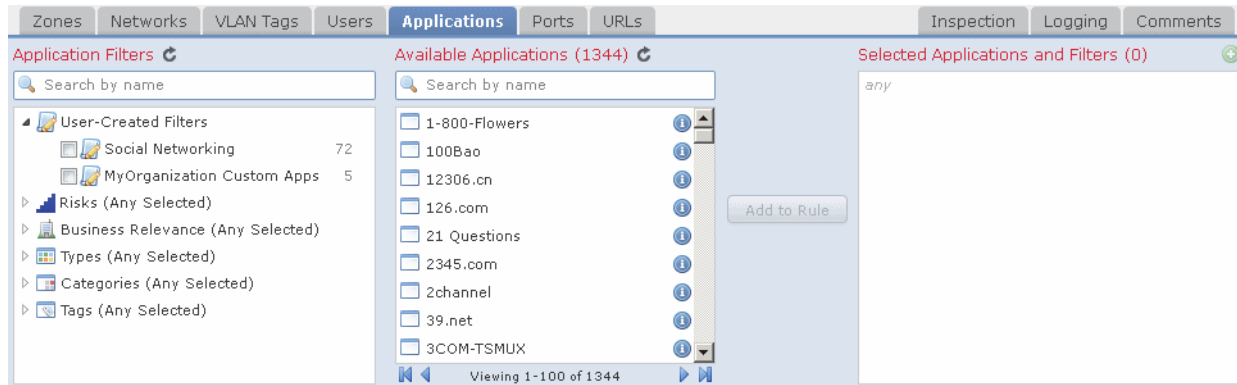 Zones Networks VLAN Tags Users Applications Ports URLs Inspection Logging Comments
Application Filters
Search by name
User-Created Filters
Social Networking 72
MyOrganization Custom Apps 5
Risks (Any Selected)
Business Relevance (Any Selected)
Types (Any Selected)
Categories (Any Selected)
Tags (Any Selected)
Available Applications (1344)
Search by name
1-800-Flowers
100Bao
12306.cn
126.com
21 Questions
2345.com
2channel
39.net
3COM-TSMUX
Viewing 1-100 of 1344
Add to Rule
Selected Applications and Filters (0)
any